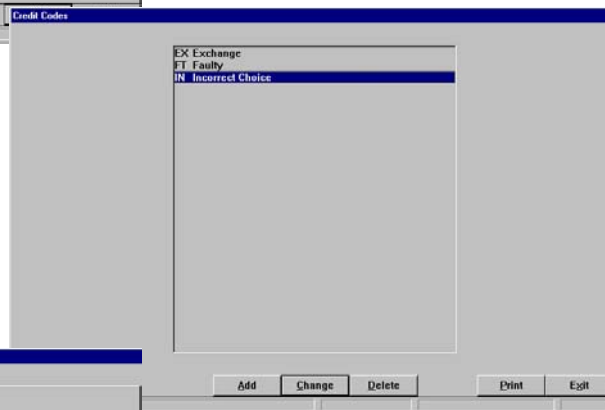 Credit Codes
EX Exchange
FT Faulty
IN Incorrect Choice
Add Change Delete Print Exit